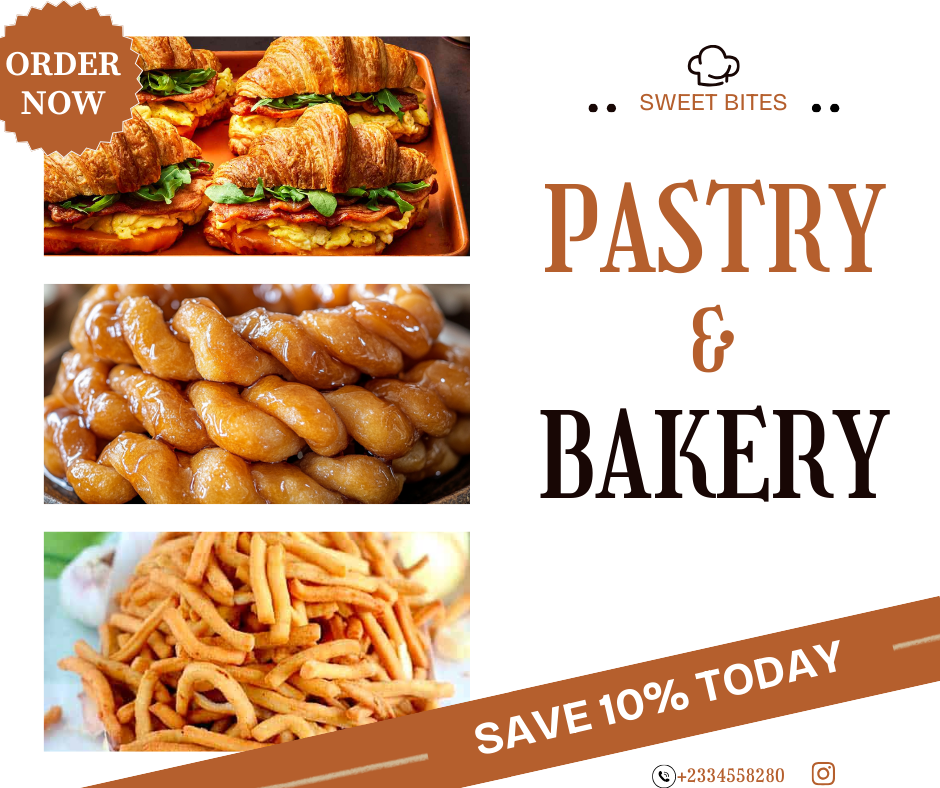 ORDER
NOW
SWEET BITES
PASTRY
&
BAKERY
SAVE 10% TODAY
+2334558280